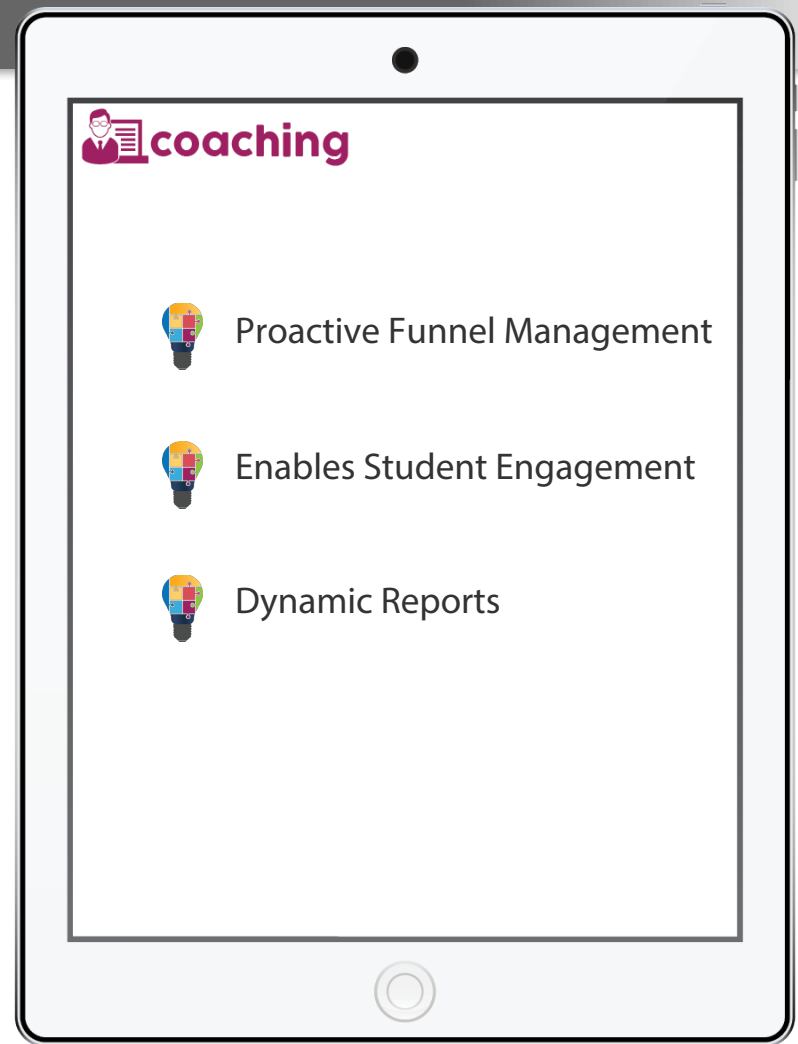 coaching
Proactive Funnel Management
Enables Student Engagement
Dynamic Reports